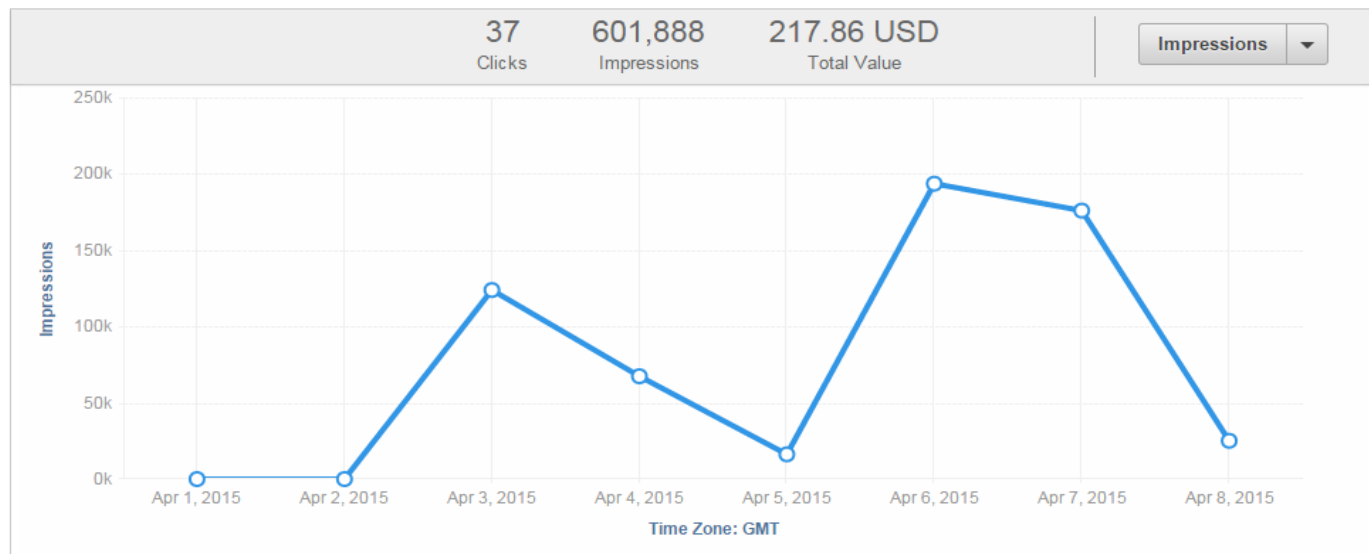 37 601,888 217.86 USD
Clicks Impressions Total Value
Impressions
250k
200k
150k
100k
50k
0k
Impressions
Apr 1, 2015 Apr 2, 2015 Apr 3, 2015 Apr 4, 2015 Apr 5, 2015 Apr 6, 2015 Apr 7, 2015 Apr 8, 2015
Time Zone: GMT